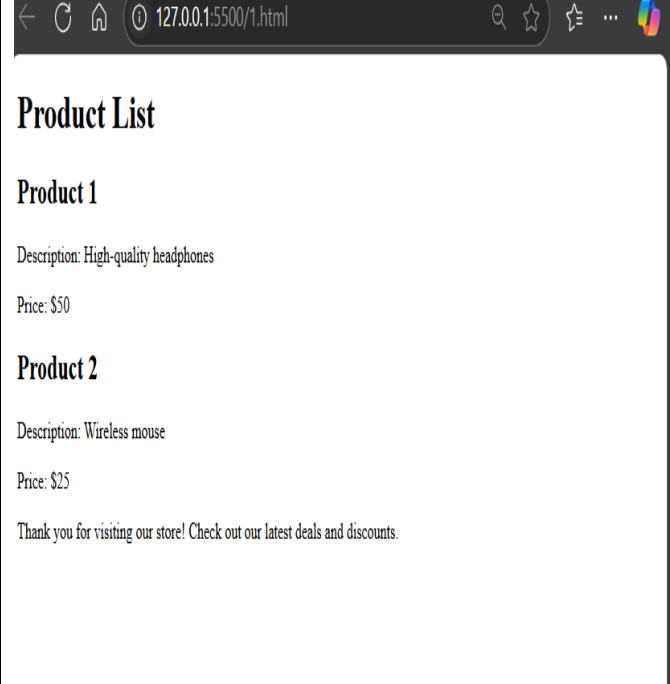 127.0.0.1:5500/1.html
Product List
Product 1
Description: High-quality headphones
Price: $50
Product 2
Description: Wireless mouse
Price: $25
Thank you for visiting our store! Check out our latest deals and discounts.